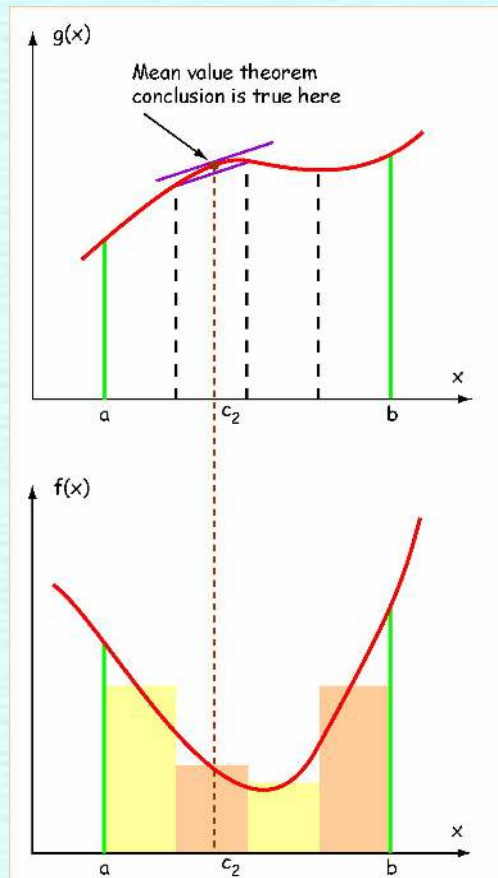 g(x)
Mean value theorem
conclusion is true here
x
a c₂ b
f(x)
x
a c₂ b